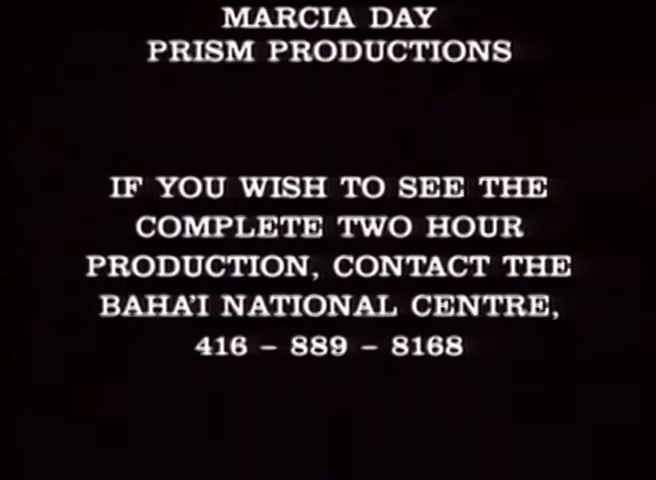 MARCIA DAY
PRISM PRODUCTIONS
IF YOU WISH TO SEE THE
COMPLETE TWO HOUR
PRODUCTION, CONTACT THE
BAHA'I NATIONAL CENTRE,
416 – 889 – 8168